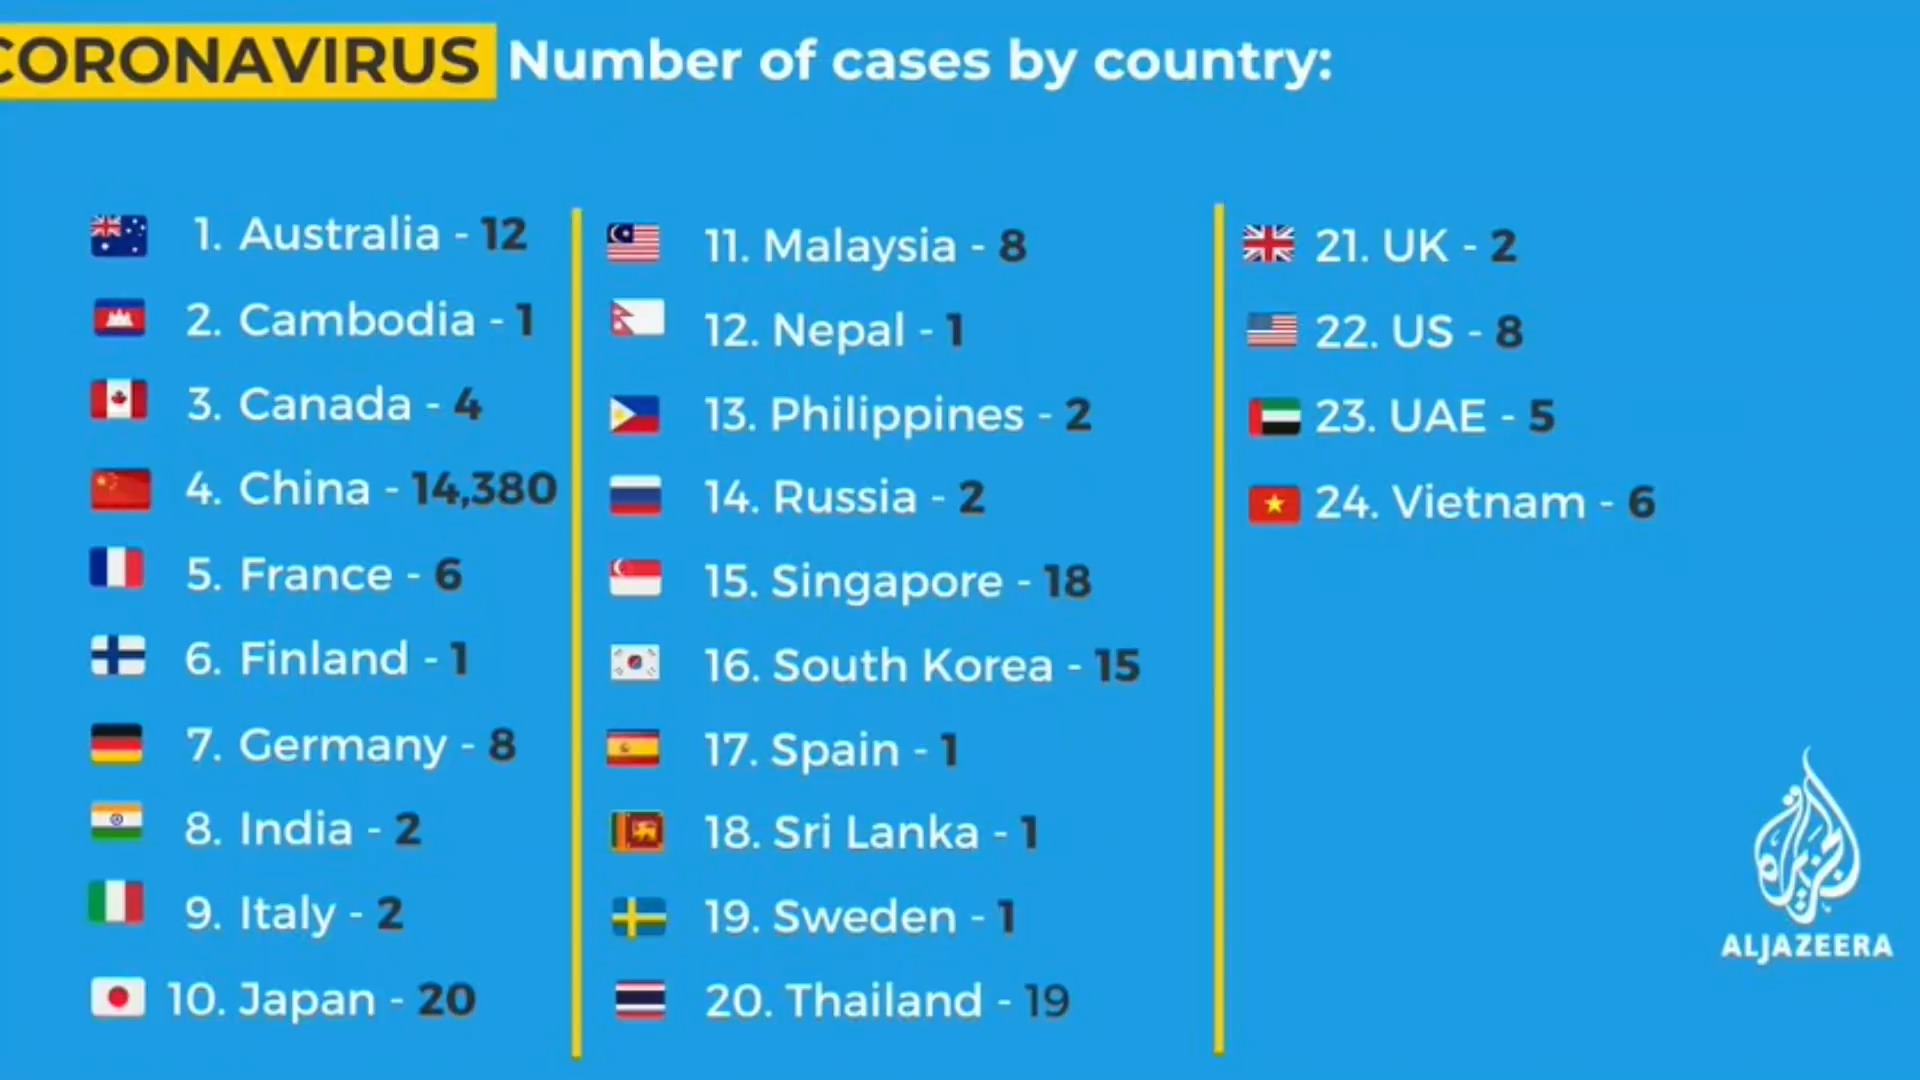 CORONAVIRUS Number of cases by country:
1. Australia - 12
2. Cambodia - 1
3. Canada - 4
4. China - 14,380
5. France - 6
6. Finland - 1
7. Germany - 8
8. India - 2
9. Italy - 2
10. Japan - 20
11. Malaysia - 8
12. Nepal - 1
13. Philippines - 2
14. Russia - 2
15. Singapore - 18
16. South Korea - 15
17. Spain - 1
18. Sri Lanka - 1
19. Sweden - 1
20. Thailand - 19
21. UK - 2
22. US - 8
23. UAE - 5
24. Vietnam - 6
الجزيرة
ALJAZEERA